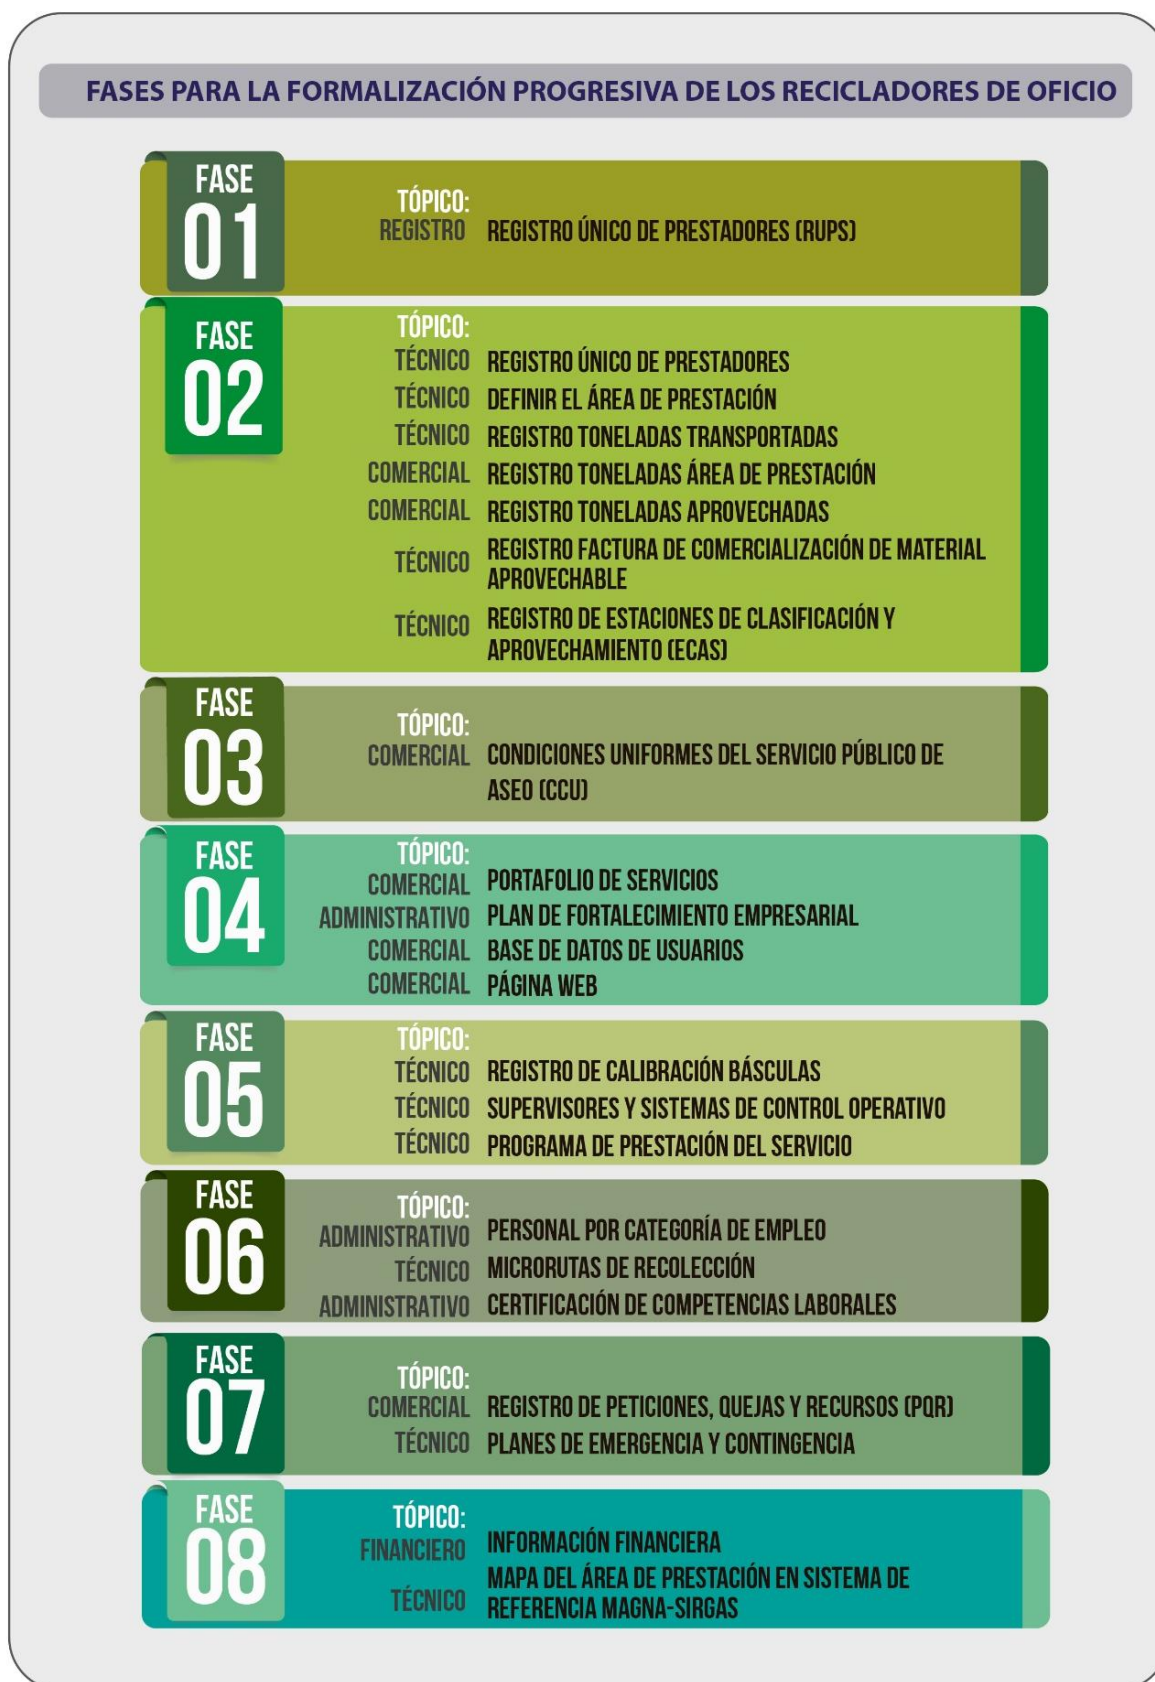 FASES PARA LA FORMALIZACIÓN PROGRESIVA DE LOS RECICLADORES DE OFICIO
FASE
01
TÓPICO:
REGISTRO REGISTRO ÚNICO DE PRESTADORES (RUPS)
FASE
02
TÓPICO:
TÉCNICO REGISTRO ÚNICO DE PRESTADORES
TÉCNICO DEFINIR EL ÁREA DE PRESTACIÓN
TÉCNICO REGISTRO TONELADAS TRANSPORTADAS
COMERCIAL REGISTRO TONELADAS ÁREA DE PRESTACIÓN
COMERCIAL REGISTRO TONELADAS APROVECHADAS
TÉCNICO REGISTRO FACTURA DE COMERCIALIZACIÓN DE MATERIAL
APROVECHABLE
TÉCNICO REGISTRO DE ESTACIONES DE CLASIFICACIÓN Y
APROVECHAMIENTO (ECAS)
FASE
03
TÓPICO:
COMERCIAL CONDICIONES UNIFORMES DEL SERVICIO PÚBLICO DE
ASEO (CCU)
FASE
04
TÓPICO:
COMERCIAL PORTAFOLIO DE SERVICIOS
ADMINISTRATIVO PLAN DE FORTALECIMIENTO EMPRESARIAL
COMERCIAL BASE DE DATOS DE USUARIOS
COMERCIAL PÁGINA WEB
FASE
05
TÓPICO:
TÉCNICO REGISTRO DE CALIBRACIÓN BÁSCULAS
TÉCNICO SUPERVISORES Y SISTEMAS DE CONTROL OPERATIVO
TÉCNICO PROGRAMA DE PRESTACIÓN DEL SERVICIO
FASE
06
TÓPICO:
ADMINISTRATIVO PERSONAL POR CATEGORÍA DE EMPLEO
TÉCNICO MICRORUTAS DE RECOLECCIÓN
ADMINISTRATIVO CERTIFICACIÓN DE COMPETENCIAS LABORALES
FASE
07
TÓPICO:
COMERCIAL REGISTRO DE PETICIONES, QUEJAS Y RECURSOS (PQR)
TÉCNICO PLANES DE EMERGENCIA Y CONTINGENCIA
FASE
08
TÓPICO:
FINANCIERO INFORMACIÓN FINANCIERA
TÉCNICO MAPA DEL ÁREA DE PRESTACIÓN EN SISTEMA DE
REFERENCIA MAGNA-SIRGAS